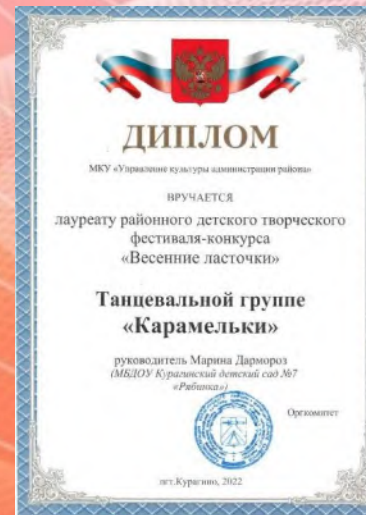 ДИПЛОМ
МКУ «Управление культуры администрации района»
ВРУЧАЕТСЯ
лауреату районного детского творческого
фестиваля-конкурса
«Весенние ласточки»
Танцевальной группе
«Карамельки»
руководитель Марина Дармороз
(МБДОУ Курагинский детский сад №7
«Рябинка»)
Оргкомитет
пгт.Курагино, 2022